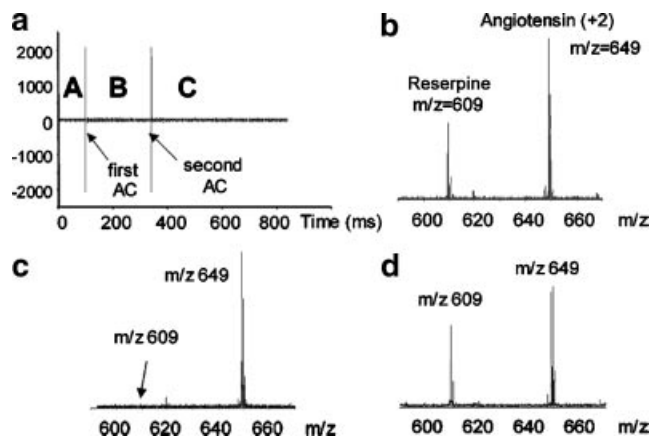 a
2000
1000
0
-1000
-2000
A
B
C
first
AC
second
AC
0
200
400
600
800
Time (ms)
b
Angiotensin (+2)
m/z=649
Reserpine
m/z=609
600
620
640
660
m/z
c
m/z 649
m/z 609
600
620
640
660
m/z
d
m/z 649
m/z 609
600
620
640
660
m/z